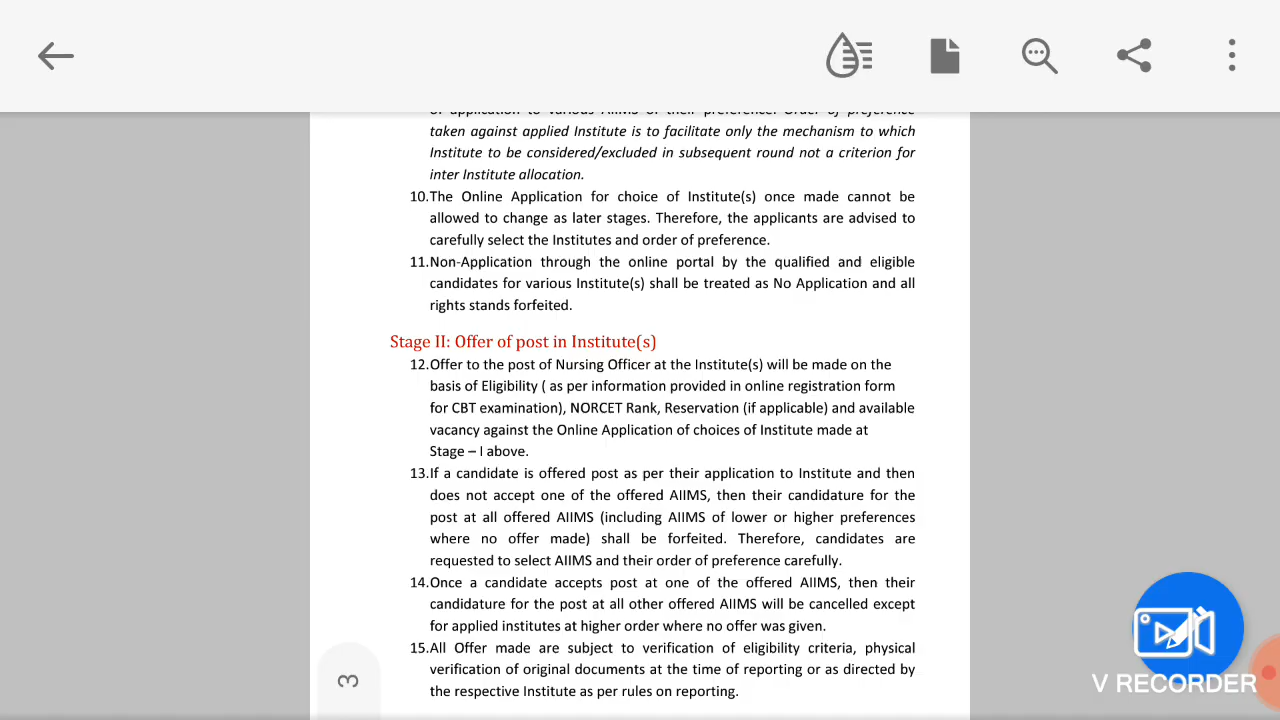 of application to various AIIMS of their preference. Order of preference
taken against applied Institute is to facilitate only the mechanism to which
Institute to be considered/excluded in subsequent round not a criterion for
inter Institute allocation.
10.The Online Application for choice of Institute(s) once made cannot be
allowed to change as later stages. Therefore, the applicants are advised to
carefully select the Institutes and order of preference.
11.Non-Application through the online portal by the qualified and eligible
candidates for various Institute(s) shall be treated as No Application and all
rights stands forfeited.
Stage II: Offer of post in Institute(s)
12.Offer to the post of Nursing Officer at the Institute(s) will be made on the
basis of Eligibility ( as per information provided in online registration form
for CBT examination), NORCET Rank, Reservation (if applicable) and available
vacancy against the Online Application of choices of Institute made at
Stage – I above.
13.If a candidate is offered post as per their application to Institute and then
does not accept one of the offered AIIMS, then their candidature for the
post at all offered AIIMS (including AIIMS of lower or higher preferences
where no offer made) shall be forfeited. Therefore, candidates are
requested to select AIIMS and their order of preference carefully.
14.Once a candidate accepts post at one of the offered AIIMS, then their
candidature for the post at all other offered AIIMS will be cancelled except
for applied institutes at higher order where no offer was given.
15.All Offer made are subject to verification of eligibility criteria, physical
verification of original documents at the time of reporting or as directed by
the respective Institute as per rules on reporting.
3
V RECORDER